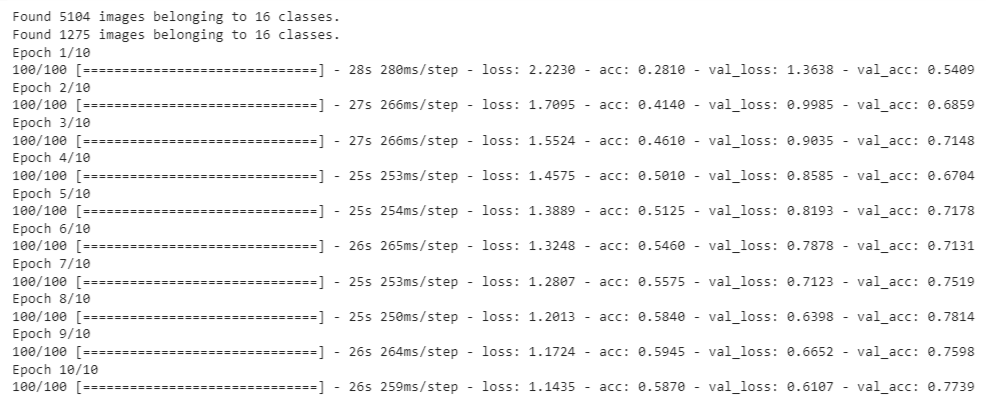 Found 5104 images belonging to 16 classes.
Found 1275 images belonging to 16 classes.
Epoch 1/10
100/100 [==============================] - 28s 280ms/step - loss: 2.2230 - acc: 0.2810 - val_loss: 1.3638 - val_acc: 0.5409
Epoch 2/10
100/100 [==============================] - 27s 266ms/step - loss: 1.7095 - acc: 0.4140 - val_loss: 0.9985 - val_acc: 0.6859
Epoch 3/10
100/100 [==============================] - 27s 266ms/step - loss: 1.5524 - acc: 0.4610 - val_loss: 0.9035 - val_acc: 0.7148
Epoch 4/10
100/100 [==============================] - 25s 253ms/step - loss: 1.4575 - acc: 0.5010 - val_loss: 0.8585 - val_acc: 0.6704
Epoch 5/10
100/100 [==============================] - 25s 254ms/step - loss: 1.3889 - acc: 0.5125 - val_loss: 0.8193 - val_acc: 0.7178
Epoch 6/10
100/100 [==============================] - 26s 265ms/step - loss: 1.3248 - acc: 0.5460 - val_loss: 0.7878 - val_acc: 0.7131
Epoch 7/10
100/100 [==============================] - 25s 253ms/step - loss: 1.2807 - acc: 0.5575 - val_loss: 0.7123 - val_acc: 0.7519
Epoch 8/10
100/100 [==============================] - 25s 250ms/step - loss: 1.2013 - acc: 0.5840 - val_loss: 0.6398 - val_acc: 0.7814
Epoch 9/10
100/100 [==============================] - 26s 264ms/step - loss: 1.1724 - acc: 0.5945 - val_loss: 0.6652 - val_acc: 0.7598
Epoch 10/10
100/100 [==============================] - 26s 259ms/step - loss: 1.1435 - acc: 0.5870 - val_loss: 0.6107 - val_acc: 0.7739